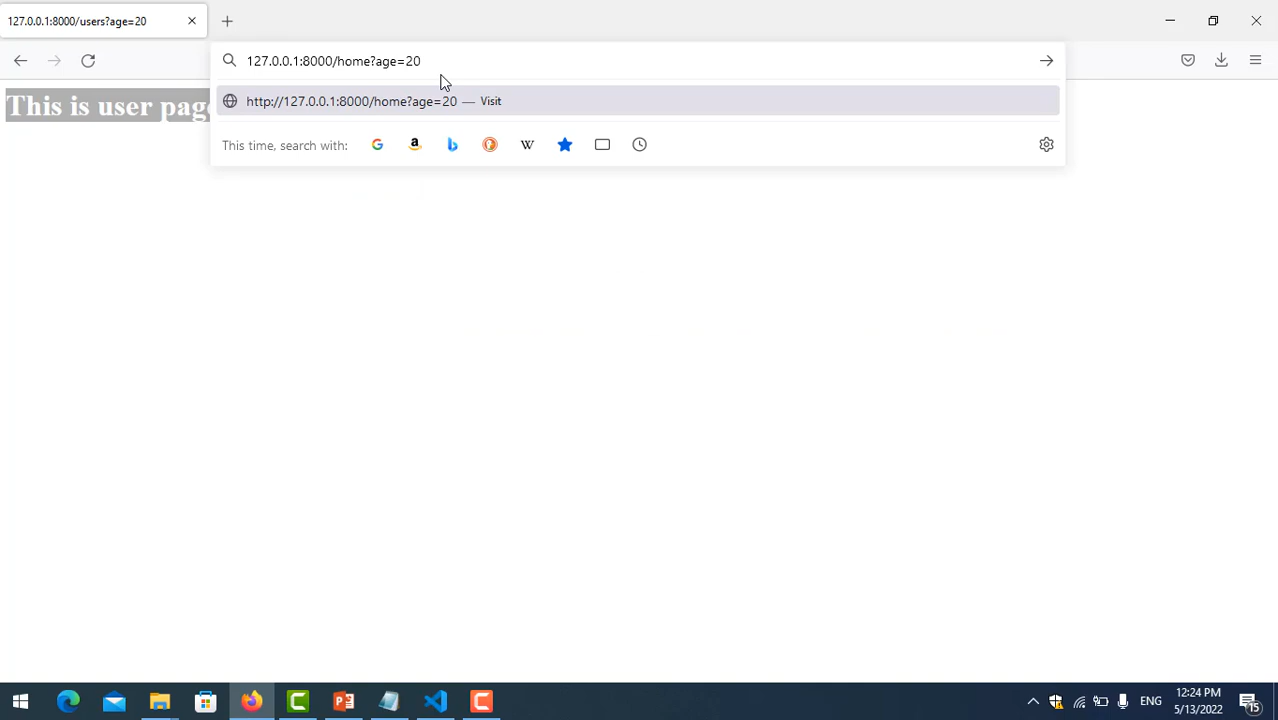 127.0.0.1:8000/users?age=20
127.0.0.1:8000/home?age=20
http://127.0.0.1:8000/home?age=20 — Visit
This is user page
This time, search with:
ENG
12:24 PM
5/13/2022
15